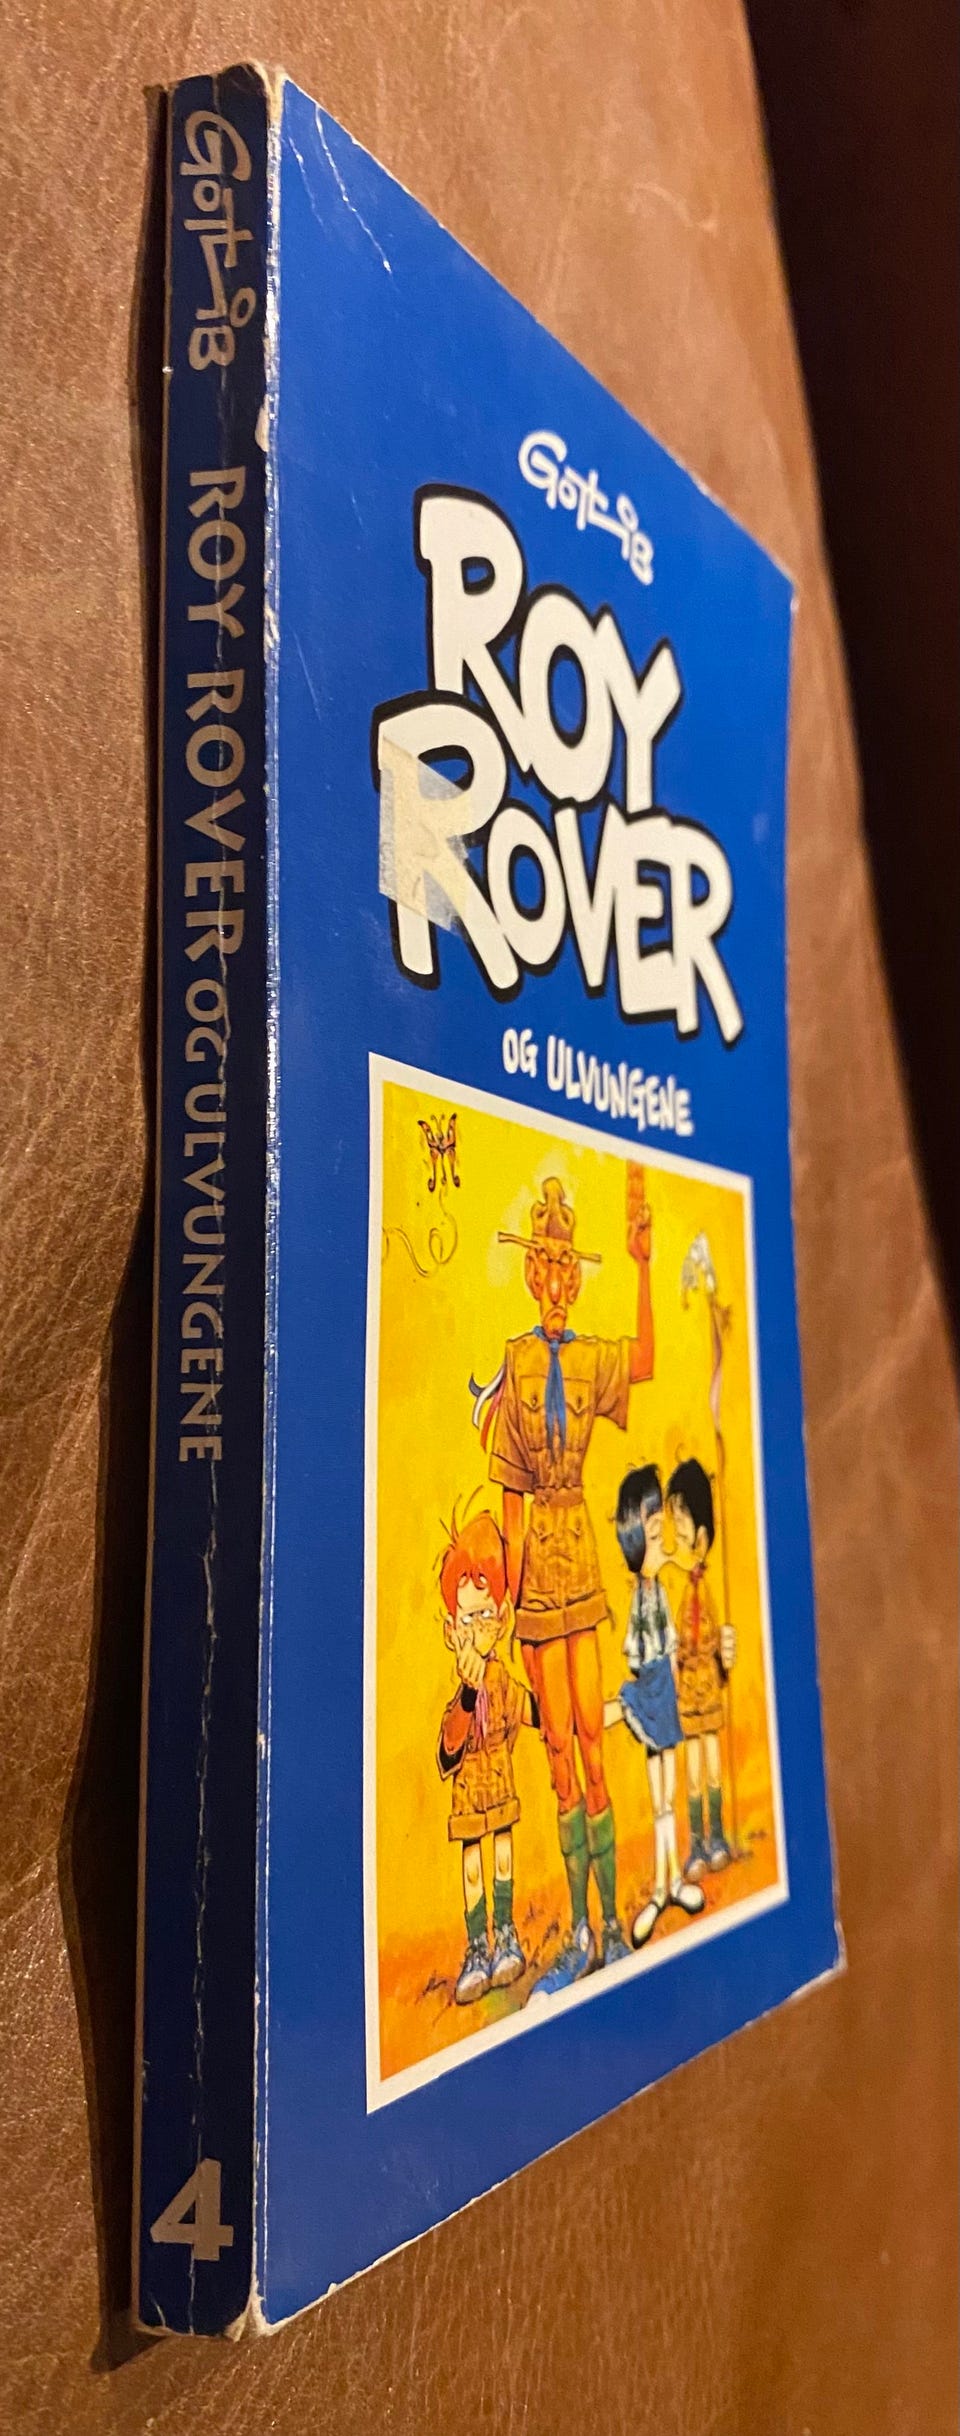 GOTLIB ROY ROVER OG ULVUNGENE 4
GOTLIB
ROY
ROVER
OG ULVUNGENE